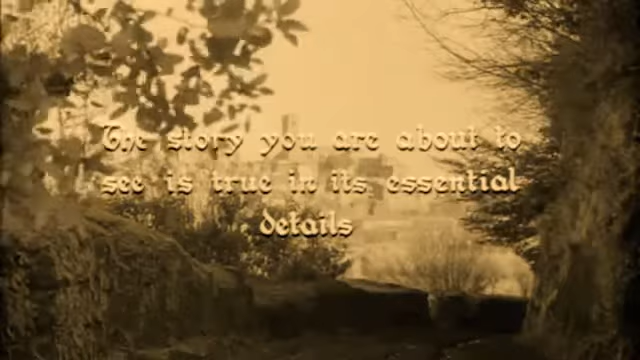 The story you are about to
see is true in its essential
details